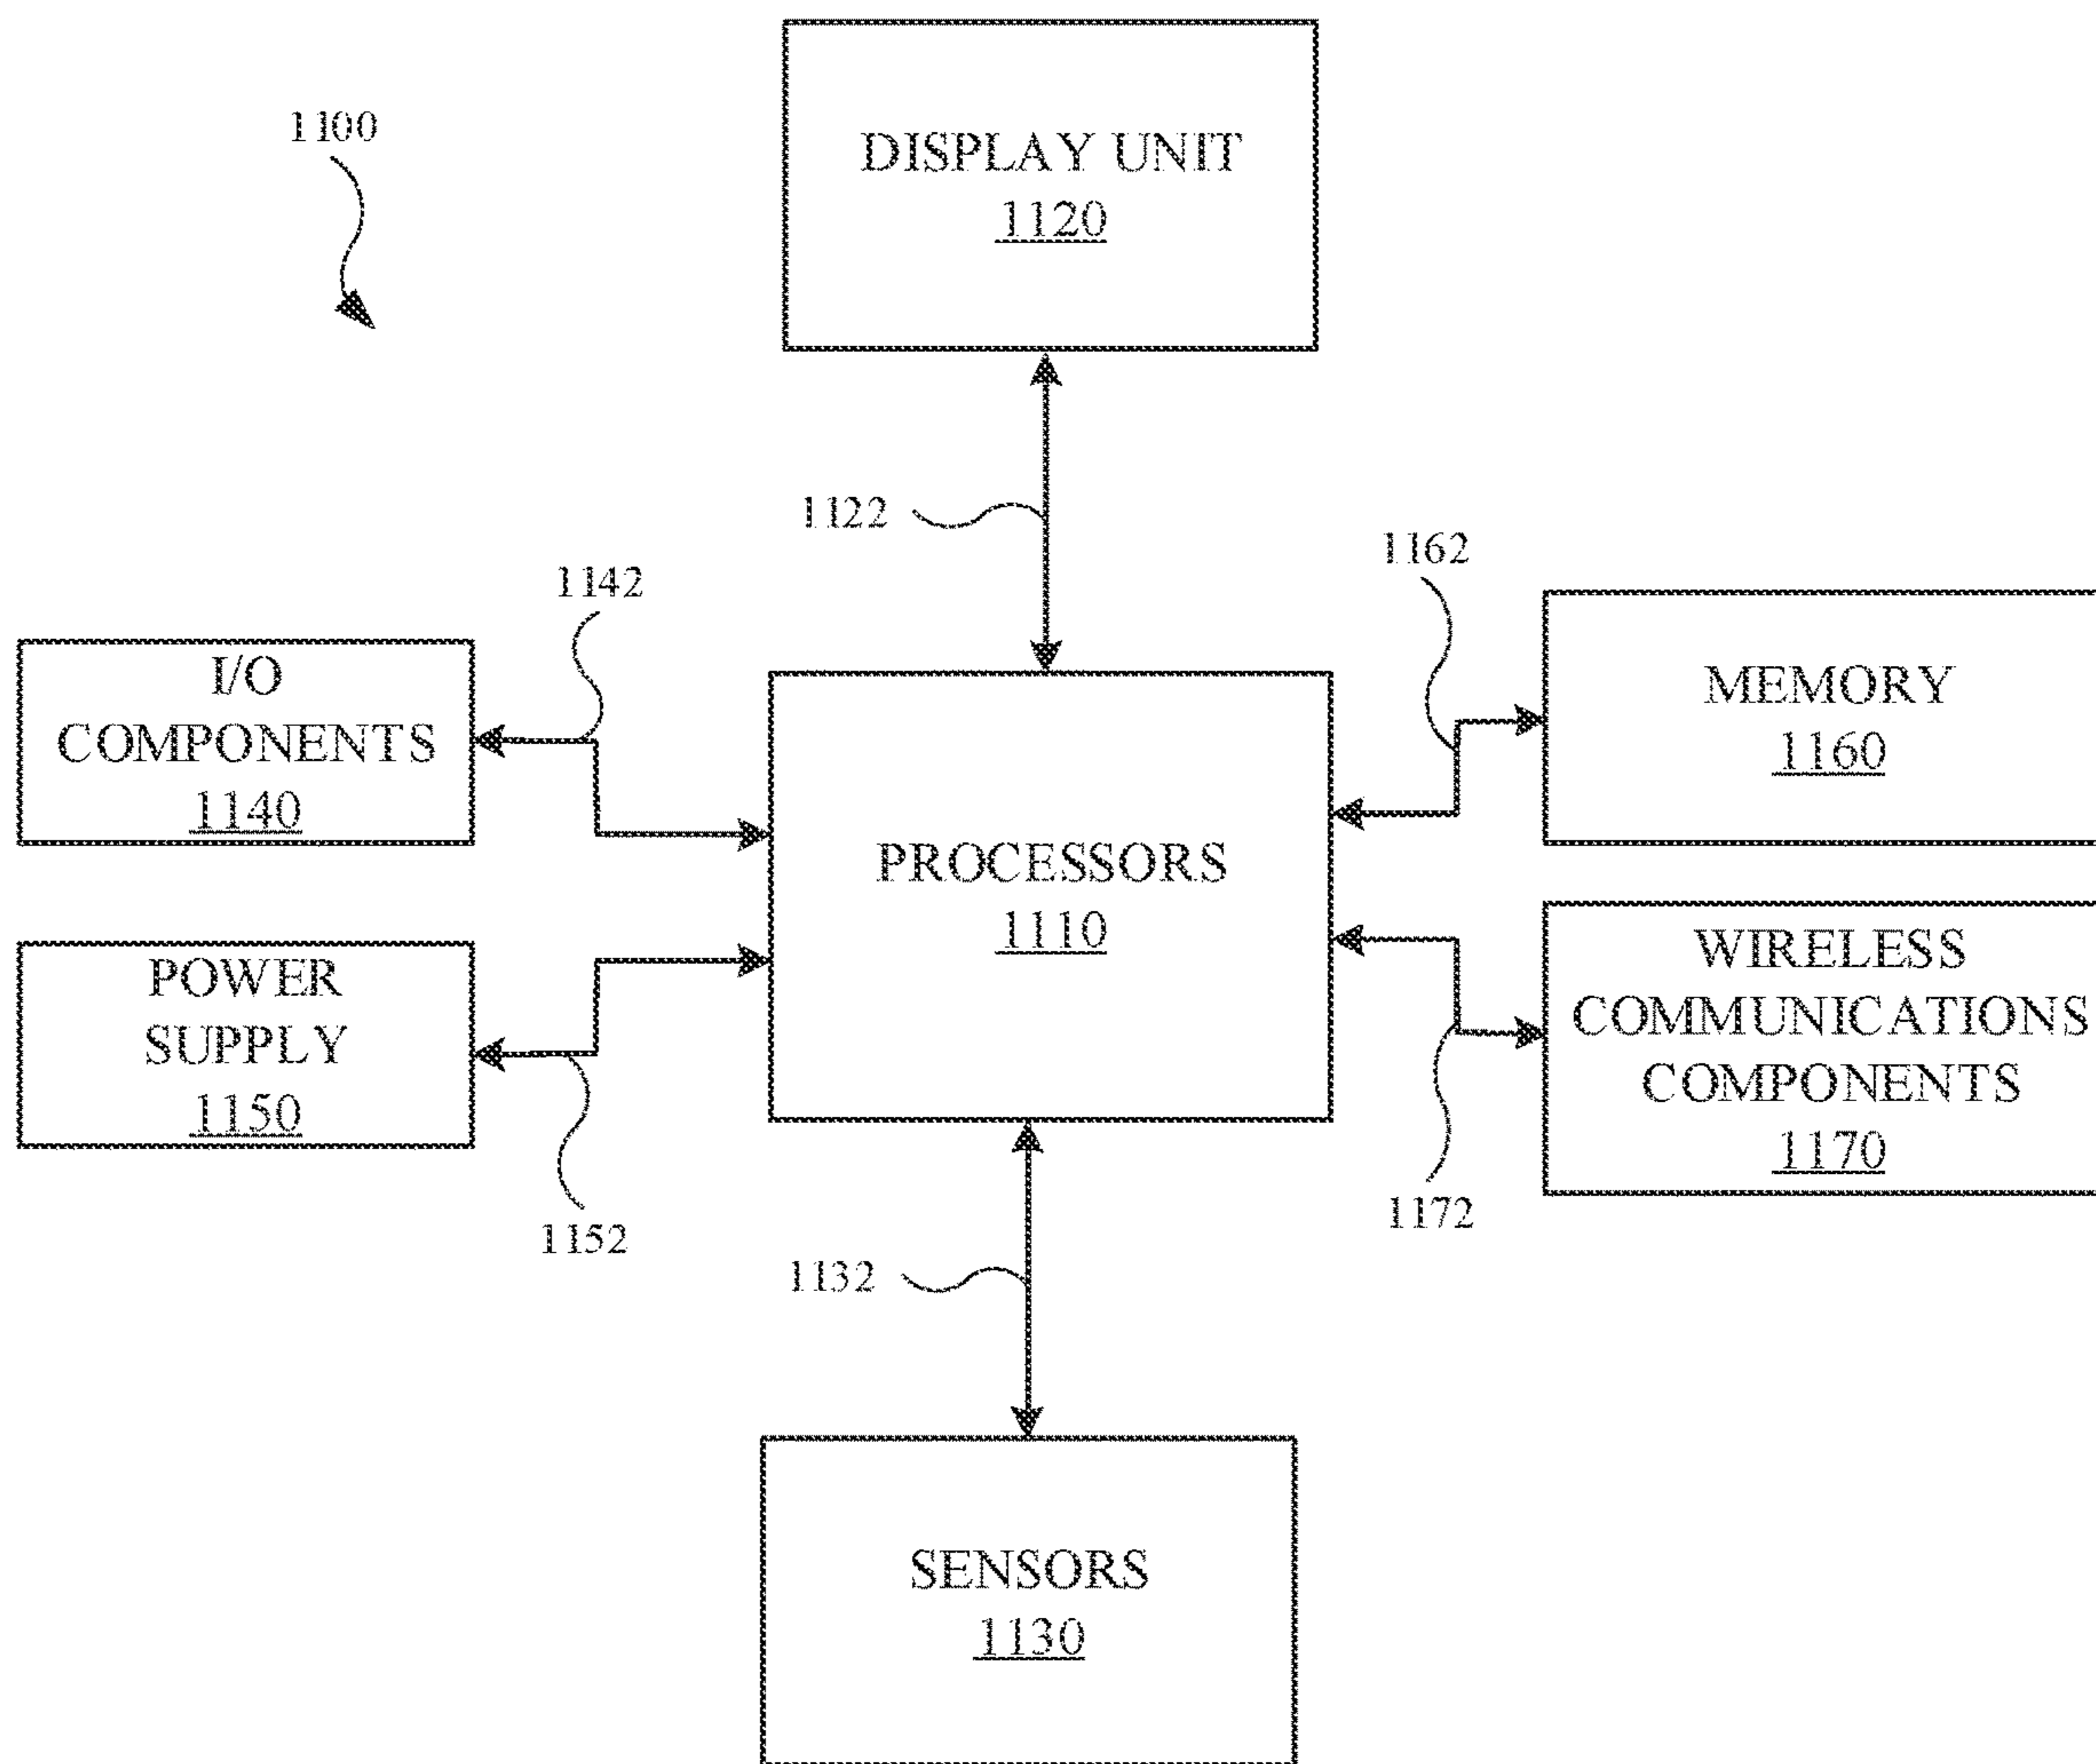 1100
DISPLAY UNIT
1120
1122
1162
1142
I/O
COMPONENTS
1140
MEMORY
1160
PROCESSORS
1110
POWER
SUPPLY
1150
WIRELESS
COMMUNICATIONS
COMPONENTS
1170
1152
1172
1132
SENSORS
1130